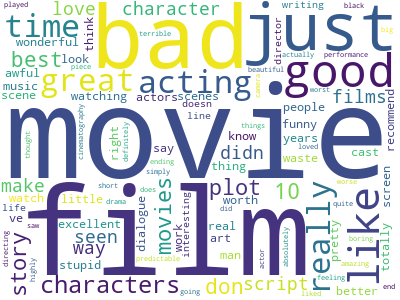 played
terrible
love
character
writing
black
big
wonderful
think
director
actually
performance
time
bad
just
best
look
beautiful
awful
piece
camera
worst
music
great
acting
good
scene
watching
actors
scenes
doesn
people
films
line
funny
recommend
cinematography
thought
definitely
right
say
didn
know
years
things
loved
thing
ending
waste
cast
simply
movie
make
plot
worth
10
life
watch
little
movies
short
does
did
screen
ve
saw
drama
excellent
dialogue
work
interesting
real
really
like
worse
quite
directing
story
film
seen
art
actor
absolutely
pretty
totally
boring
amazing
way
don
script
man
feeling
highly
stupid
predictable
characters
going
liked
better
end